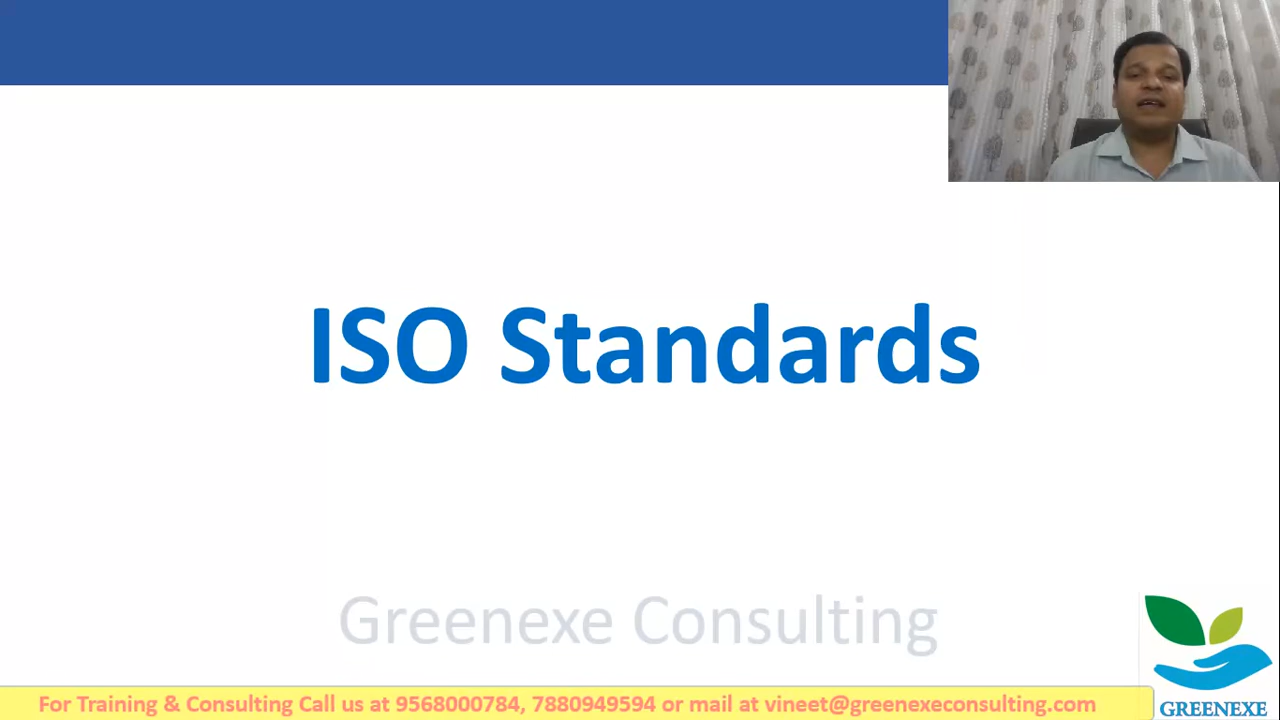 ISO Standards
Greenexe Consulting
For Training & Consulting Call us at 9568000784, 7880949594 or mail at vineet@greenexeconsulting.com
GREENEXE